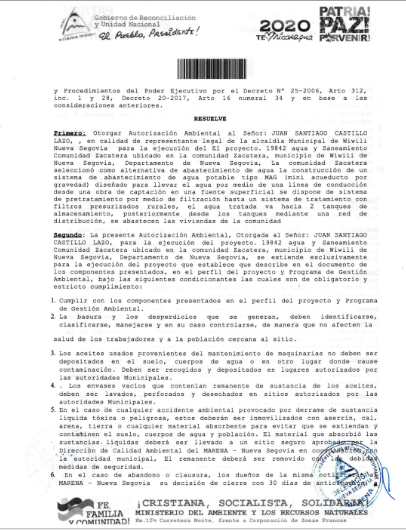 Gobierno de Reconciliación
y Unidad Nacional
El Pueblo, Presidente!
2020
PATRIA!
PAZ!
PORVENIR!
y Procedimientos del Poder Ejecutivo por el Decreto N° 25-2006, Arto 312,
inc. 1 y 28, Decreto 20-2017, Arto 16 numeral 34 y en base a las
consideraciones anteriores.
RESUELVE
Primero: Otorgar Autorización Ambiental al Señor: JUAN SANTIAGO CASTILLO
LAZO, , en calidad de representante legal de la alcaldía Municipal de Wiwili
Nueva Segovia para la ejecución del El proyecto. 19842 agua y Saneamiento
Comunidad Zacatera ubicado en la comunidad Zacatera, municipio de Wiwili de
Nueva Segovia, Departamento de Nueva Segovia, La comunidad Zacatera
seleccionó como alternativa de abastecimiento de agua la construcción de un
sistema de abastecimiento de agua potable tipo MAG (mini acueducto por
gravedad) diseñado para llevar el agua por medio de una línea de conducción
desde una obra de captación en una fuente superficial se dispone de sistema
de pretratamiento por medio de filtración hasta un sistema de tratamiento con
filtros presurizados rurales, el agua tratada va hacia 2 tanques de
almacenamiento, posteriormente desde los tanques mediante una red de
distribución, se abastecen las viviendas de la comunidad
Segundo: La presente Autorización Ambiental, Otorgada al Señor: JUAN SANTIAGO
CASTILLO LAZO, para la ejecución del proyecto. 19842 agua y Saneamiento
Comunidad Zacatera ubicado en la comunidad Zacatera, municipio de Wiwili de
Nueva Segovia, Departamento de Nueva Segovia, se extiende exclusivamente
para la ejecución del proyecto que establece que describe en el documento de
los componentes presentados, en el perfil del proyecto y Programa de Gestión
Ambiental, bajo las siguientes condicionantes las cuales son de obligatorio y
estricto cumplimiento:
1. Cumplir con los componentes presentados en el perfil del proyecto y Programa
de Gestión Ambiental.
2. La basura y los desperdicios que se generan, deben identificarse,
clasificarse, manejarse y en su caso controlarse, de manera que no afecten la
salud de los trabajadores y a la población cercana al sitio.
3. Los aceites usados provenientes del mantenimiento de maquinarias no deben ser
depositados en el suelo, cuerpos de agua o en otro lugar donde cause
contaminación. Deben ser recogidos y depositados en lugares autorizados por
las autoridades Municipales.
4. . Los envases vacíos que contenían remanente de sustancia de los aceites,
deben ser lavados, perforados y desechados en sitios autorizados por las
autoridades Municipales.
5. En el caso de cualquier accidente ambiental provocado por derrame de sustancia
líquida tóxica o peligrosa, estos deberán ser inmovilizados con aserrín, cal,
arena, tierra o cualquier material absorbente para evitar que se extiendan y
contaminen el suelo, cuerpos de agua y población. El material que absorbió las
sustancias líquidas deberá ser llevado a un sitio seguro aprobado por la
Dirección de Calidad Ambiental del MARENA – Nueva Segovia en coordinación con
la autoridad municipal. El remanente deberá ser removido con las debidas
medidas de seguridad.
6. En el caso de abandono o clausura, los dueños de la misma
MARENA – Nueva Segovia su decisión de cierre con 30 días de
FE,
FAMILIA
Y COMUNIDAD!
¡CRISTIANA, SOCIALISTA, SOLIDARIA!
MINISTERIO DEL AMBIENTE Y LOS RECURSOS NATURALES
Km.12½ Carretera Norte, frente a Corporación de Zonas Francas